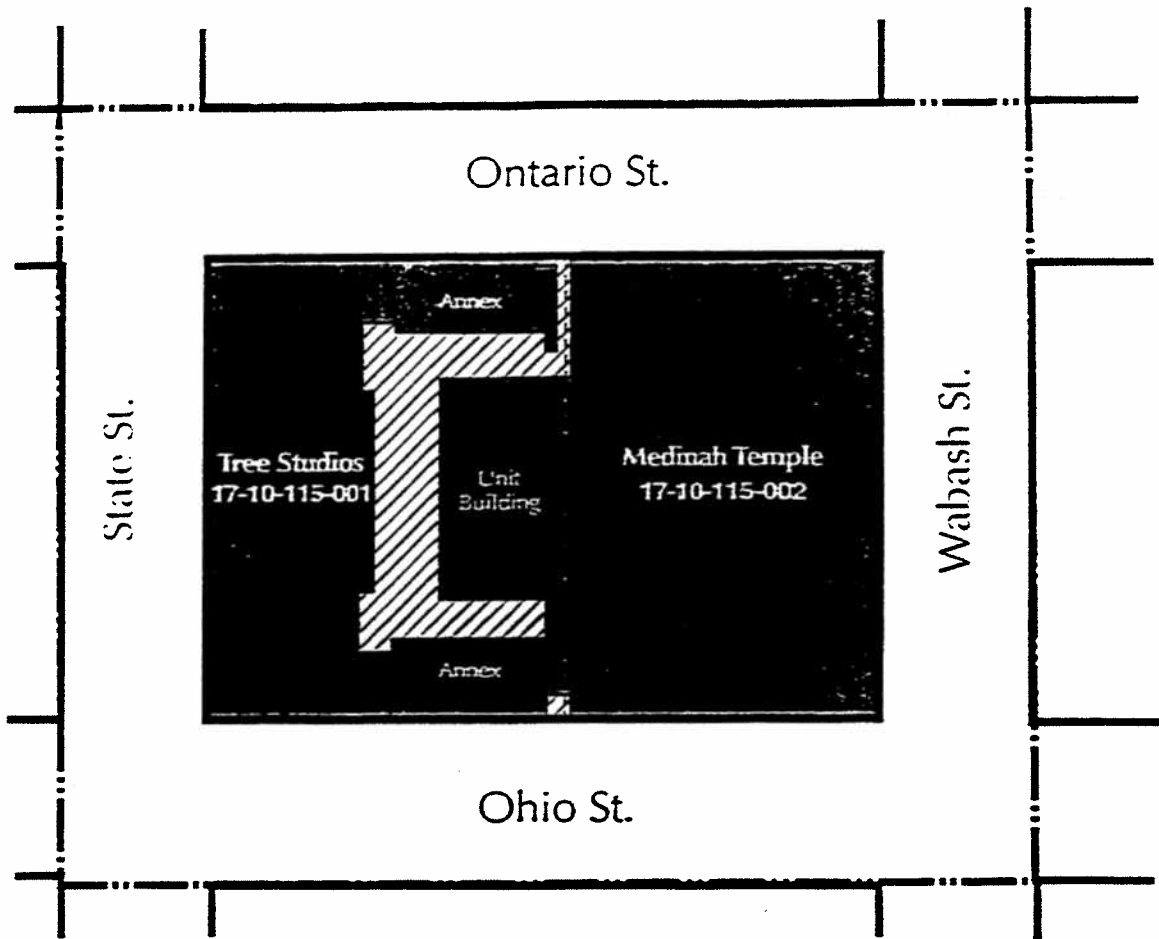 Ontario St.
Annex
State St.
Tree Studios
17-10-115-001
Unit
Building
Medinah Temple
17-10-115-002
Wabash St.
Annex
Ohio St.